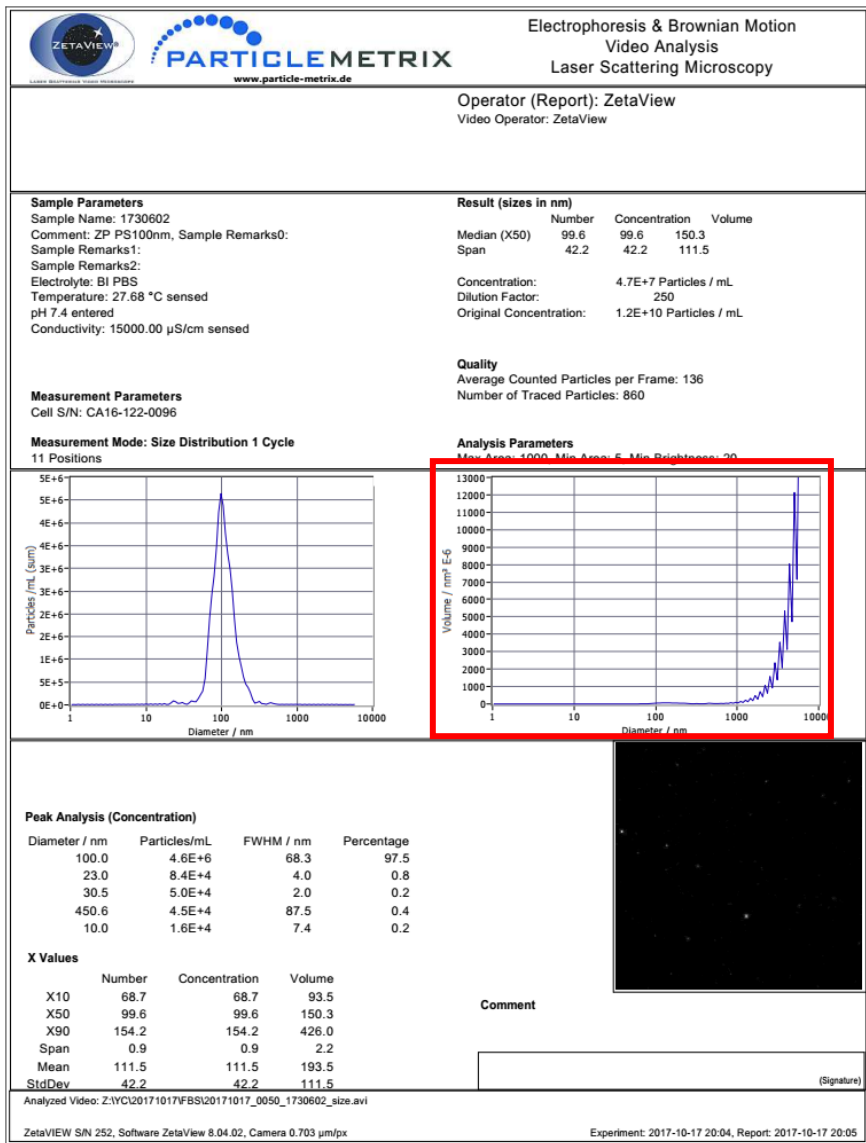 ZETAVIEW®
LASER SCATTERING VIDEO MICROSCOPE
PARTICLEMETRIX
www.particle-metrix.de
Electrophoresis & Brownian Motion
Video Analysis
Laser Scattering Microscopy
Operator (Report): ZetaView
Video Operator: ZetaView
Sample Parameters
Sample Name: 1730602
Comment: ZP PS100nm, Sample Remarks0:
Sample Remarks1:
Sample Remarks2:
Electrolyte: BI PBS
Temperature: 27.68 °C sensed
pH 7.4 entered
Conductivity: 15000.00 µS/cm sensed
Measurement Parameters
Cell S/N: CA16-122-0096
Measurement Mode: Size Distribution 1 Cycle
11 Positions
Result (sizes in nm)
Number Concentration Volume
Median (X50) 99.6 99.6 150.3
Span 42.2 42.2 111.5
Concentration: 4.7E+7 Particles / mL
Dilution Factor: 250
Original Concentration: 1.2E+10 Particles / mL
Quality
Average Counted Particles per Frame: 136
Number of Traced Particles: 860
Analysis Parameters
Max Area: 1000, Min Area: 5, Min Brightness: 20
Particles /mL (sum)
5E+6
5E+6
4E+6
4E+6
3E+6
3E+6
2E+6
2E+6
1E+6
5E+5
0E+0
1 10 100 1000 10000
Diameter / nm
Volume / nm³ E-6
13000
12000
11000
10000
9000
8000
7000
6000
5000
4000
3000
2000
1000
0
1 10 100 1000 10000
Diameter / nm
Peak Analysis (Concentration)
Diameter / nm Particles/mL FWHM / nm Percentage
100.0 4.6E+6 68.3 97.5
23.0 8.4E+4 4.0 0.8
30.5 5.0E+4 2.0 0.2
450.6 4.5E+4 87.5 0.4
10.0 1.6E+4 7.4 0.2
X Values
Number Concentration Volume
X10 68.7 68.7 93.5
X50 99.6 99.6 150.3
X90 154.2 154.2 426.0
Span 0.9 0.9 2.2
Mean 111.5 111.5 193.5
StdDev 42.2 42.2 111.5
Comment
(Signature)
Analyzed Video: Z:\YC\20171017\FBS\20171017_0050_1730602_size.avi
ZetaVIEW S/N 252, Software ZetaView 8.04.02, Camera 0.703 µm/px
Experiment: 2017-10-17 20:04, Report: 2017-10-17 20:05